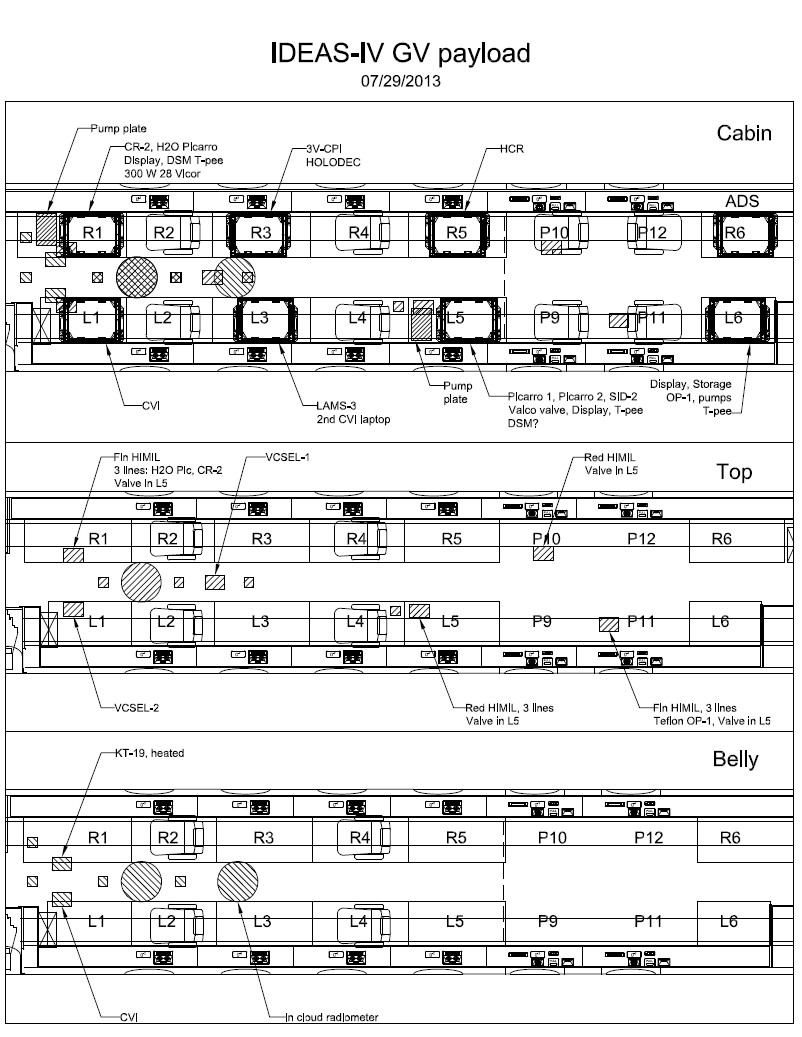 IDEAS-IV GV payload
07/29/2013
Cabin
Pump plate
CR-2, H2O Picarro
Display, DSM T-pee
300 W 28 Vicor
3V-CPI
HOLODEC
HCR
ADS
R1 R2 R3 R4 R5 P10 P12 R6
L1 L2 L3 L4 L5 P9 P11 L6
CVI
LAMS-3
2nd CVI laptop
Pump
plate
Picarro 1, Picarro 2, SID-2
Valco valve, Display, T-pee
DSM?
Display, Storage
OP-1, pumps
T-pee
Top
Fin HIMIL
3 lines: H2O Pic, CR-2
Valve in L5
VCSEL-1
Red HIMIL
Valve in L5
R1 R2 R3 R4 R5 P10 P12 R6
L1 L2 L3 L4 L5 P9 P11 L6
VCSEL-2
Red HIMIL, 3 lines
Valve in L5
Fin HIMIL, 3 lines
Teflon OP-1, Valve in L5
Belly
KT-19, heated
R1 R2 R3 R4 R5 P10 P12 R6
L1 L2 L3 L4 L5 P9 P11 L6
CVI
In cloud radiometer